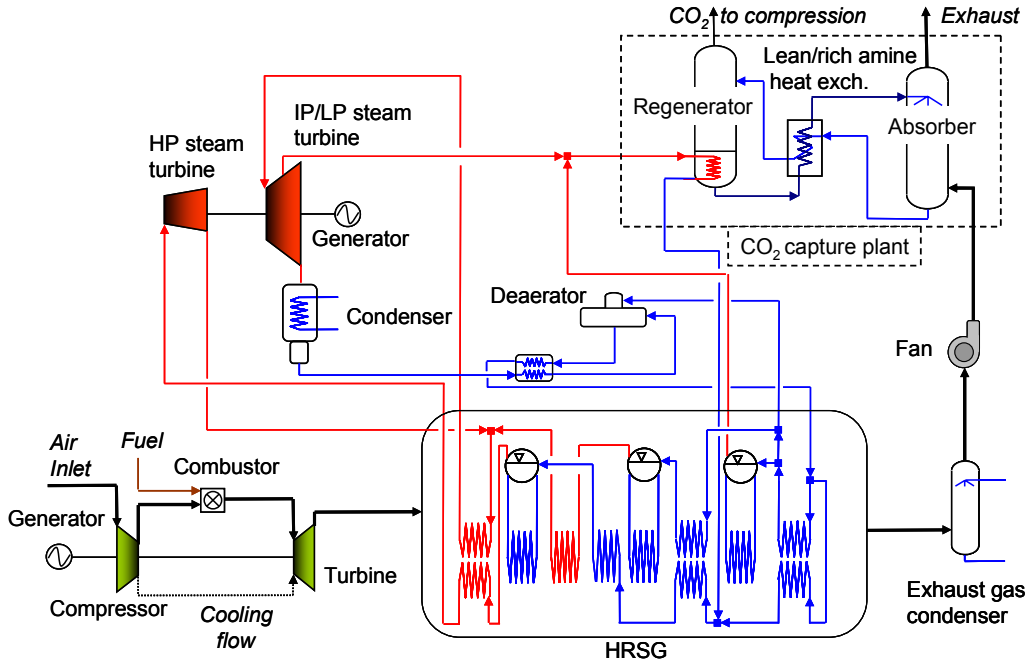 CO2 to compression
Exhaust
Lean/rich amine
heat exch.
Regenerator
Absorber
IP/LP steam
turbine
HP steam
turbine
Generator
CO2 capture plant
Condenser
Deaerator
Fan
Air
Inlet
Fuel
Combustor
Generator
Turbine
Compressor
Cooling
flow
HRSG
Exhaust gas
condenser